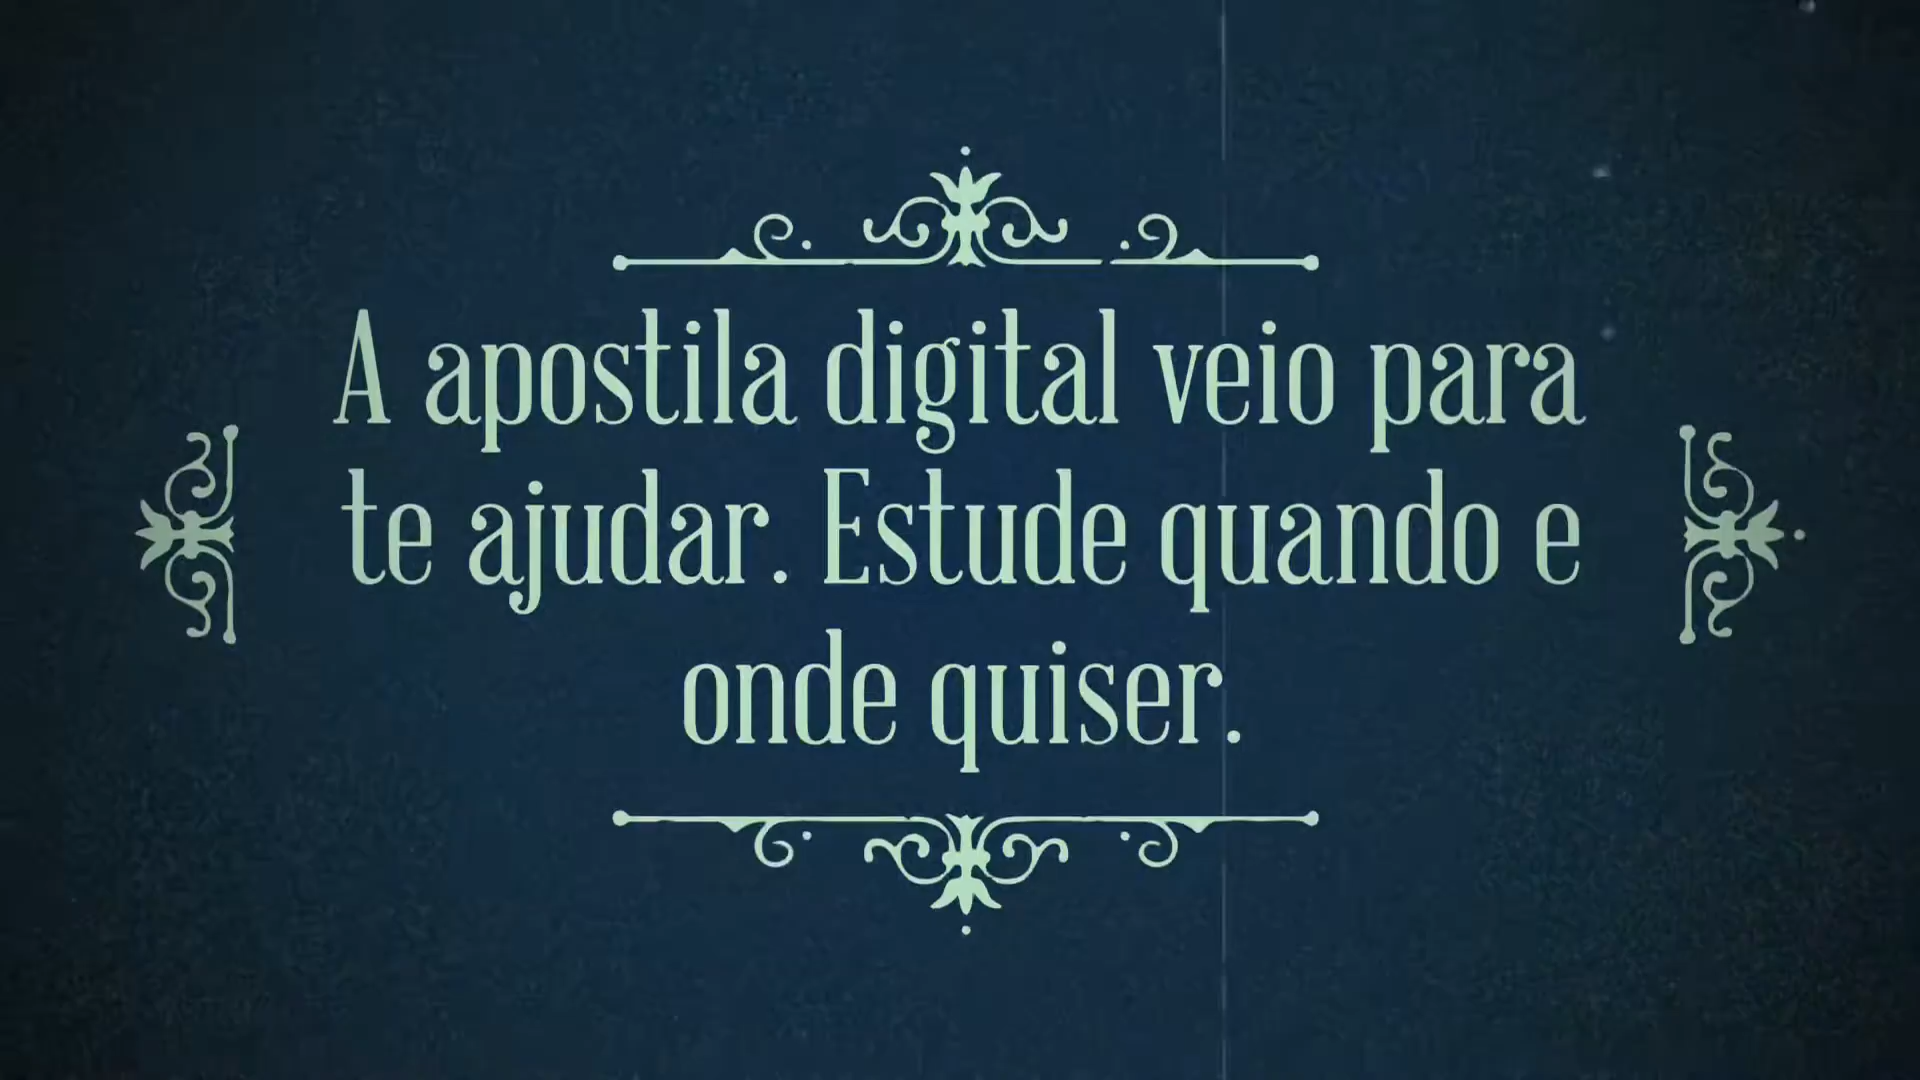 A apostila digital veio para
te ajudar. Estude quando e
onde quiser.